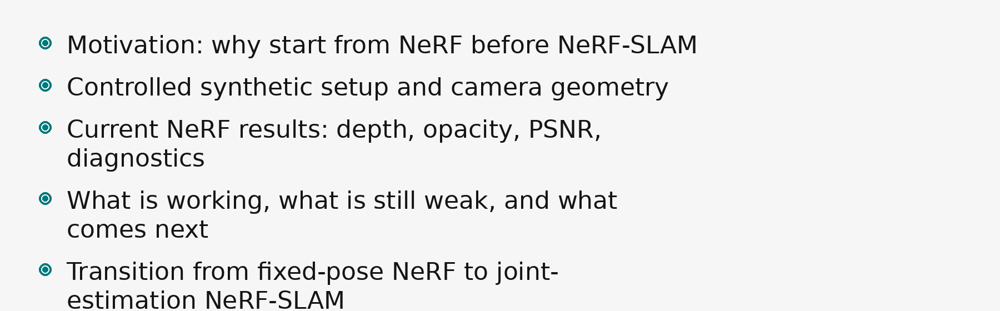 Motivation: why start from NeRF before NeRF-SLAM
Controlled synthetic setup and camera geometry
Current NeRF results: depth, opacity, PSNR,
diagnostics
What is working, what is still weak, and what
comes next
Transition from fixed-pose NeRF to joint-
estimation NeRF-SLAM